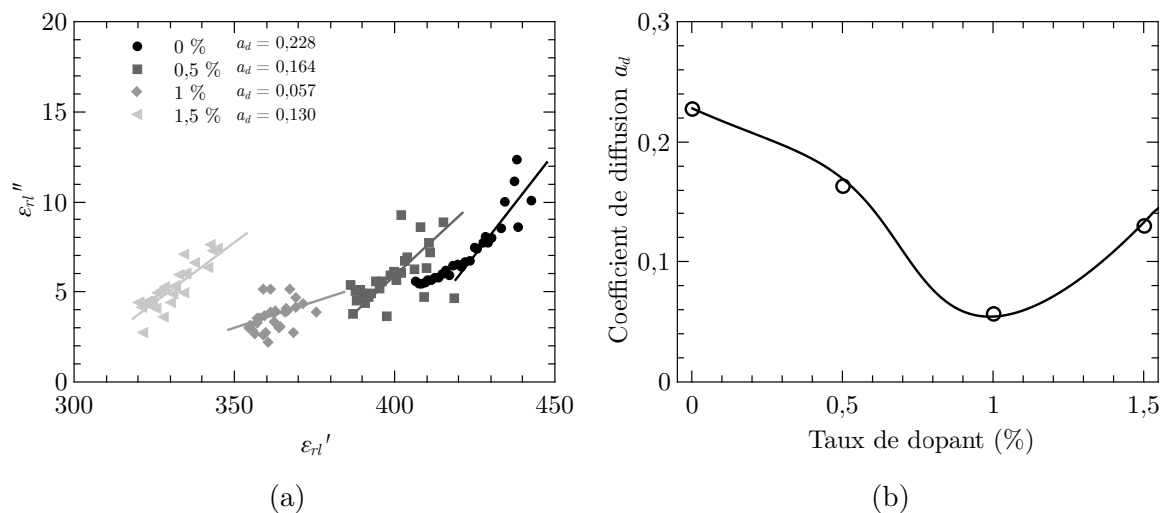 20
15
10
5
0
300
350
400
450
εrl″
εrl′
0 % ad = 0,228
0,5 % ad = 0,164
1 % ad = 0,057
1,5 % ad = 0,130
(a)
0,3
0,2
0,1
0
0
0,5
1
1,5
Coefficient de diffusion ad
Taux de dopant (%)
(b)